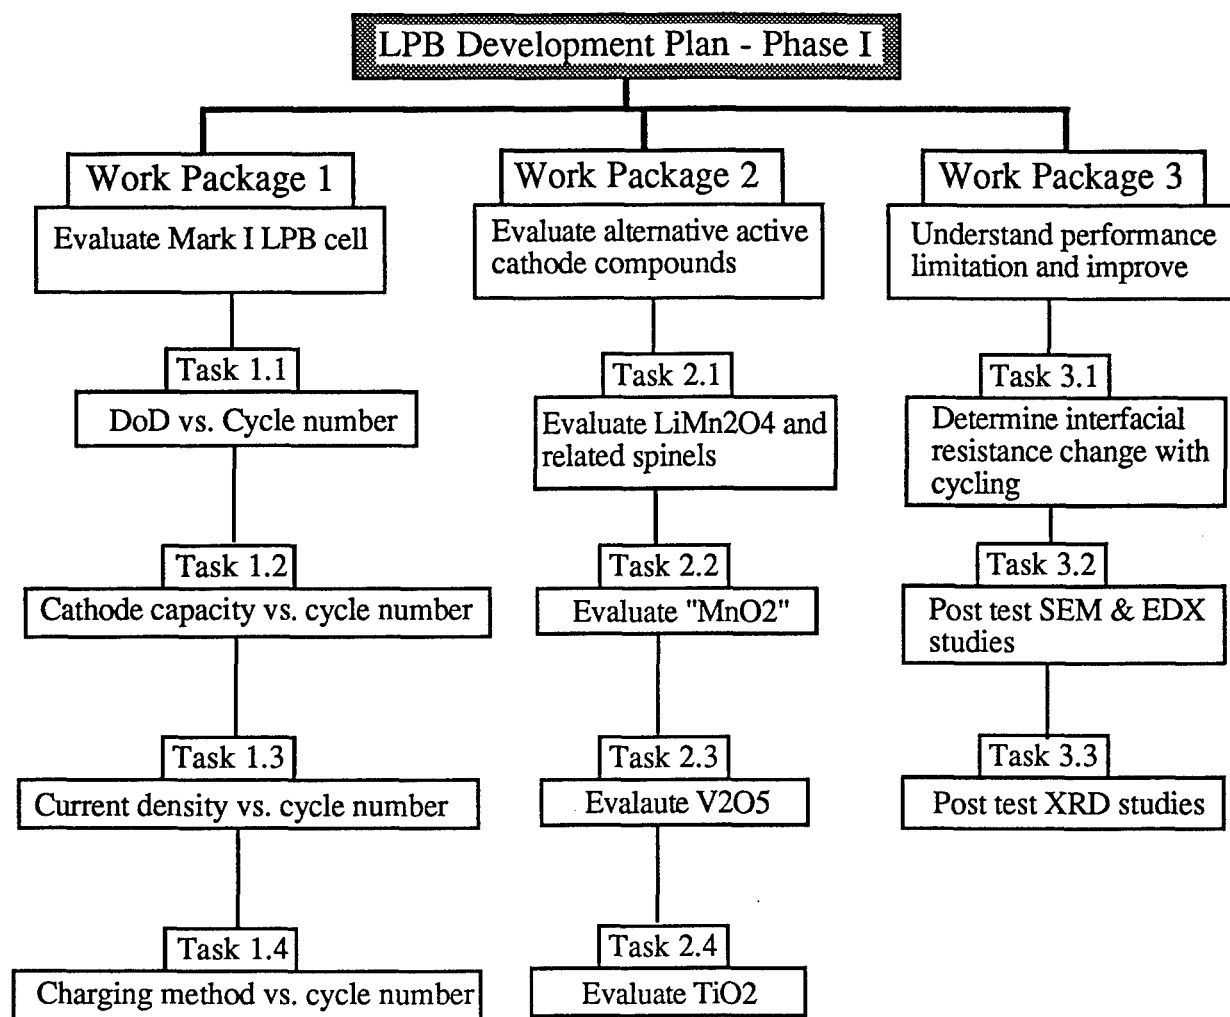 LPB Development Plan - Phase I
Work Package 1
Evaluate Mark I LPB cell
Task 1.1
DoD vs. Cycle number
Task 1.2
Cathode capacity vs. cycle number
Task 1.3
Current density vs. cycle number
Task 1.4
Charging method vs. cycle number
Work Package 2
Evaluate alternative active
cathode compounds
Task 2.1
Evaluate LiMn2O4 and
related spinels
Task 2.2
Evaluate "MnO2"
Task 2.3
Evalaute V2O5
Task 2.4
Evaluate TiO2
Work Package 3
Understand performance
limitation and improve
Task 3.1
Determine interfacial
resistance change with
cycling
Task 3.2
Post test SEM & EDX
studies
Task 3.3
Post test XRD studies